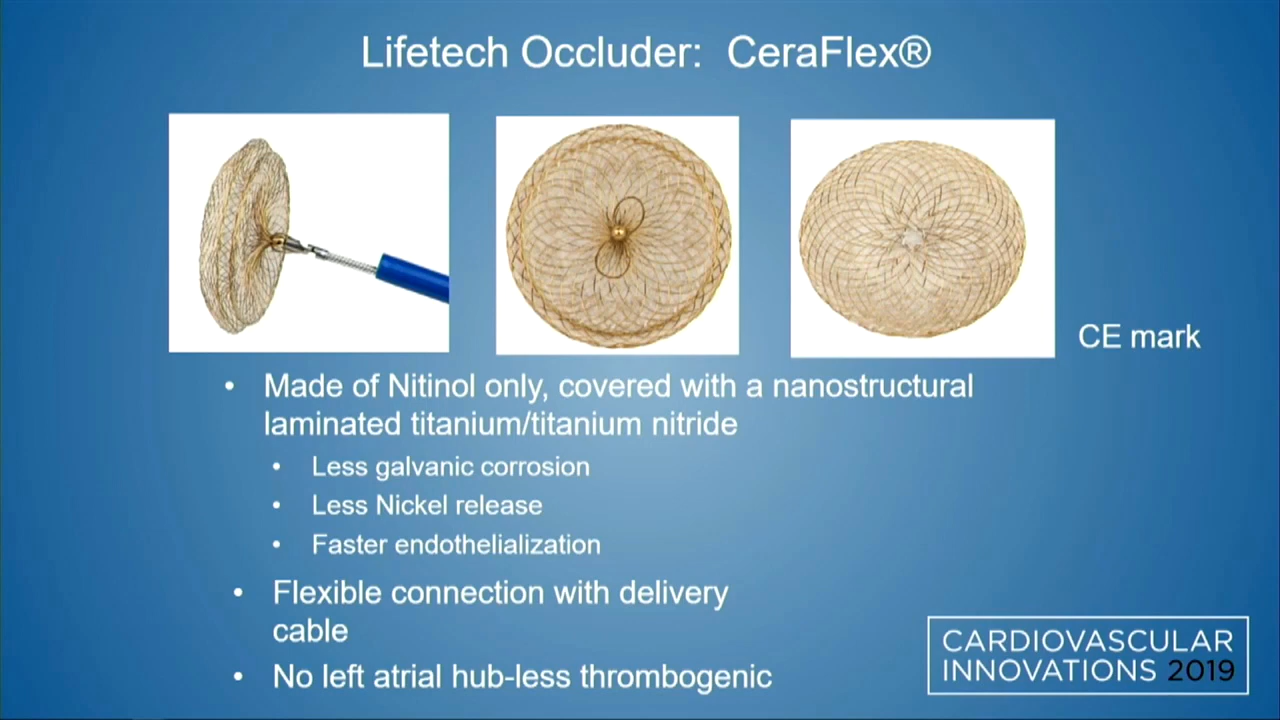 Lifetech Occluder: CeraFlex®
CE mark
• Made of Nitinol only, covered with a nanostructural
laminated titanium/titanium nitride
• Less galvanic corrosion
• Less Nickel release
• Faster endothelialization
• Flexible connection with delivery
cable
• No left atrial hub-less thrombogenic
CARDIOVASCULAR
INNOVATIONS 2019